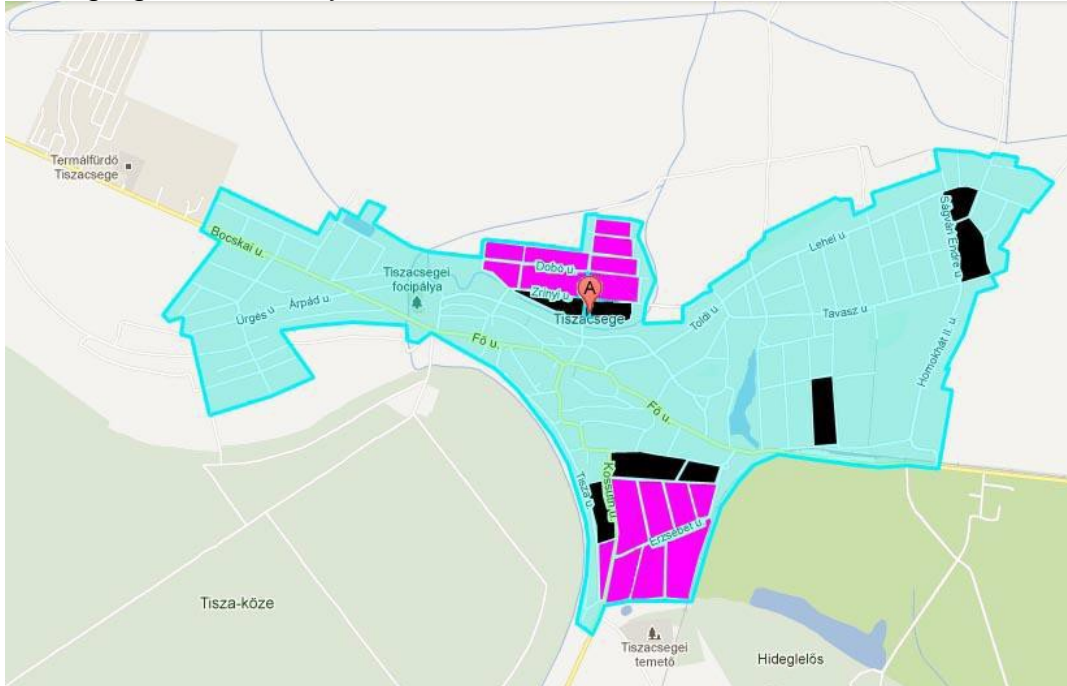 Termálfürdő
Tiszacsege
Bocskai u.
Tiszacsegei
focipálya
Ürgés u
Árpád u
Dobó u
Zrínyi u
A
Tiszacsege
Lehel u
Ságvári Endre u
Toldi u
Tavasz u
Homokhát II. u
Fő u.
Fő u.
Kossuth u
Tisza u
Erzsébet u
Tisza-köze
Tiszacsegei
temető
Hideglelős